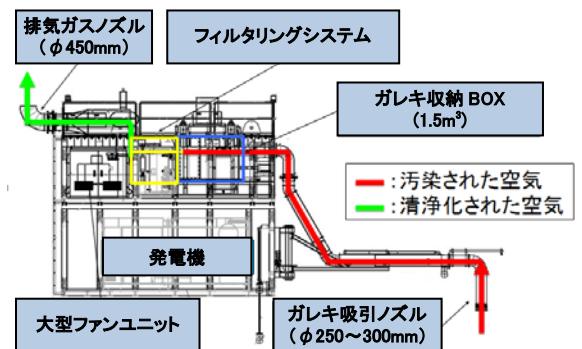 排気ガスノズル
(φ450mm)
フィルタリングシステム
ガレキ収納 BOX
(1.5m³)
:汚染された空気
:清浄化された空気
発電機
大型ファンユニット
ガレキ吸引ノズル
(φ250~300mm)